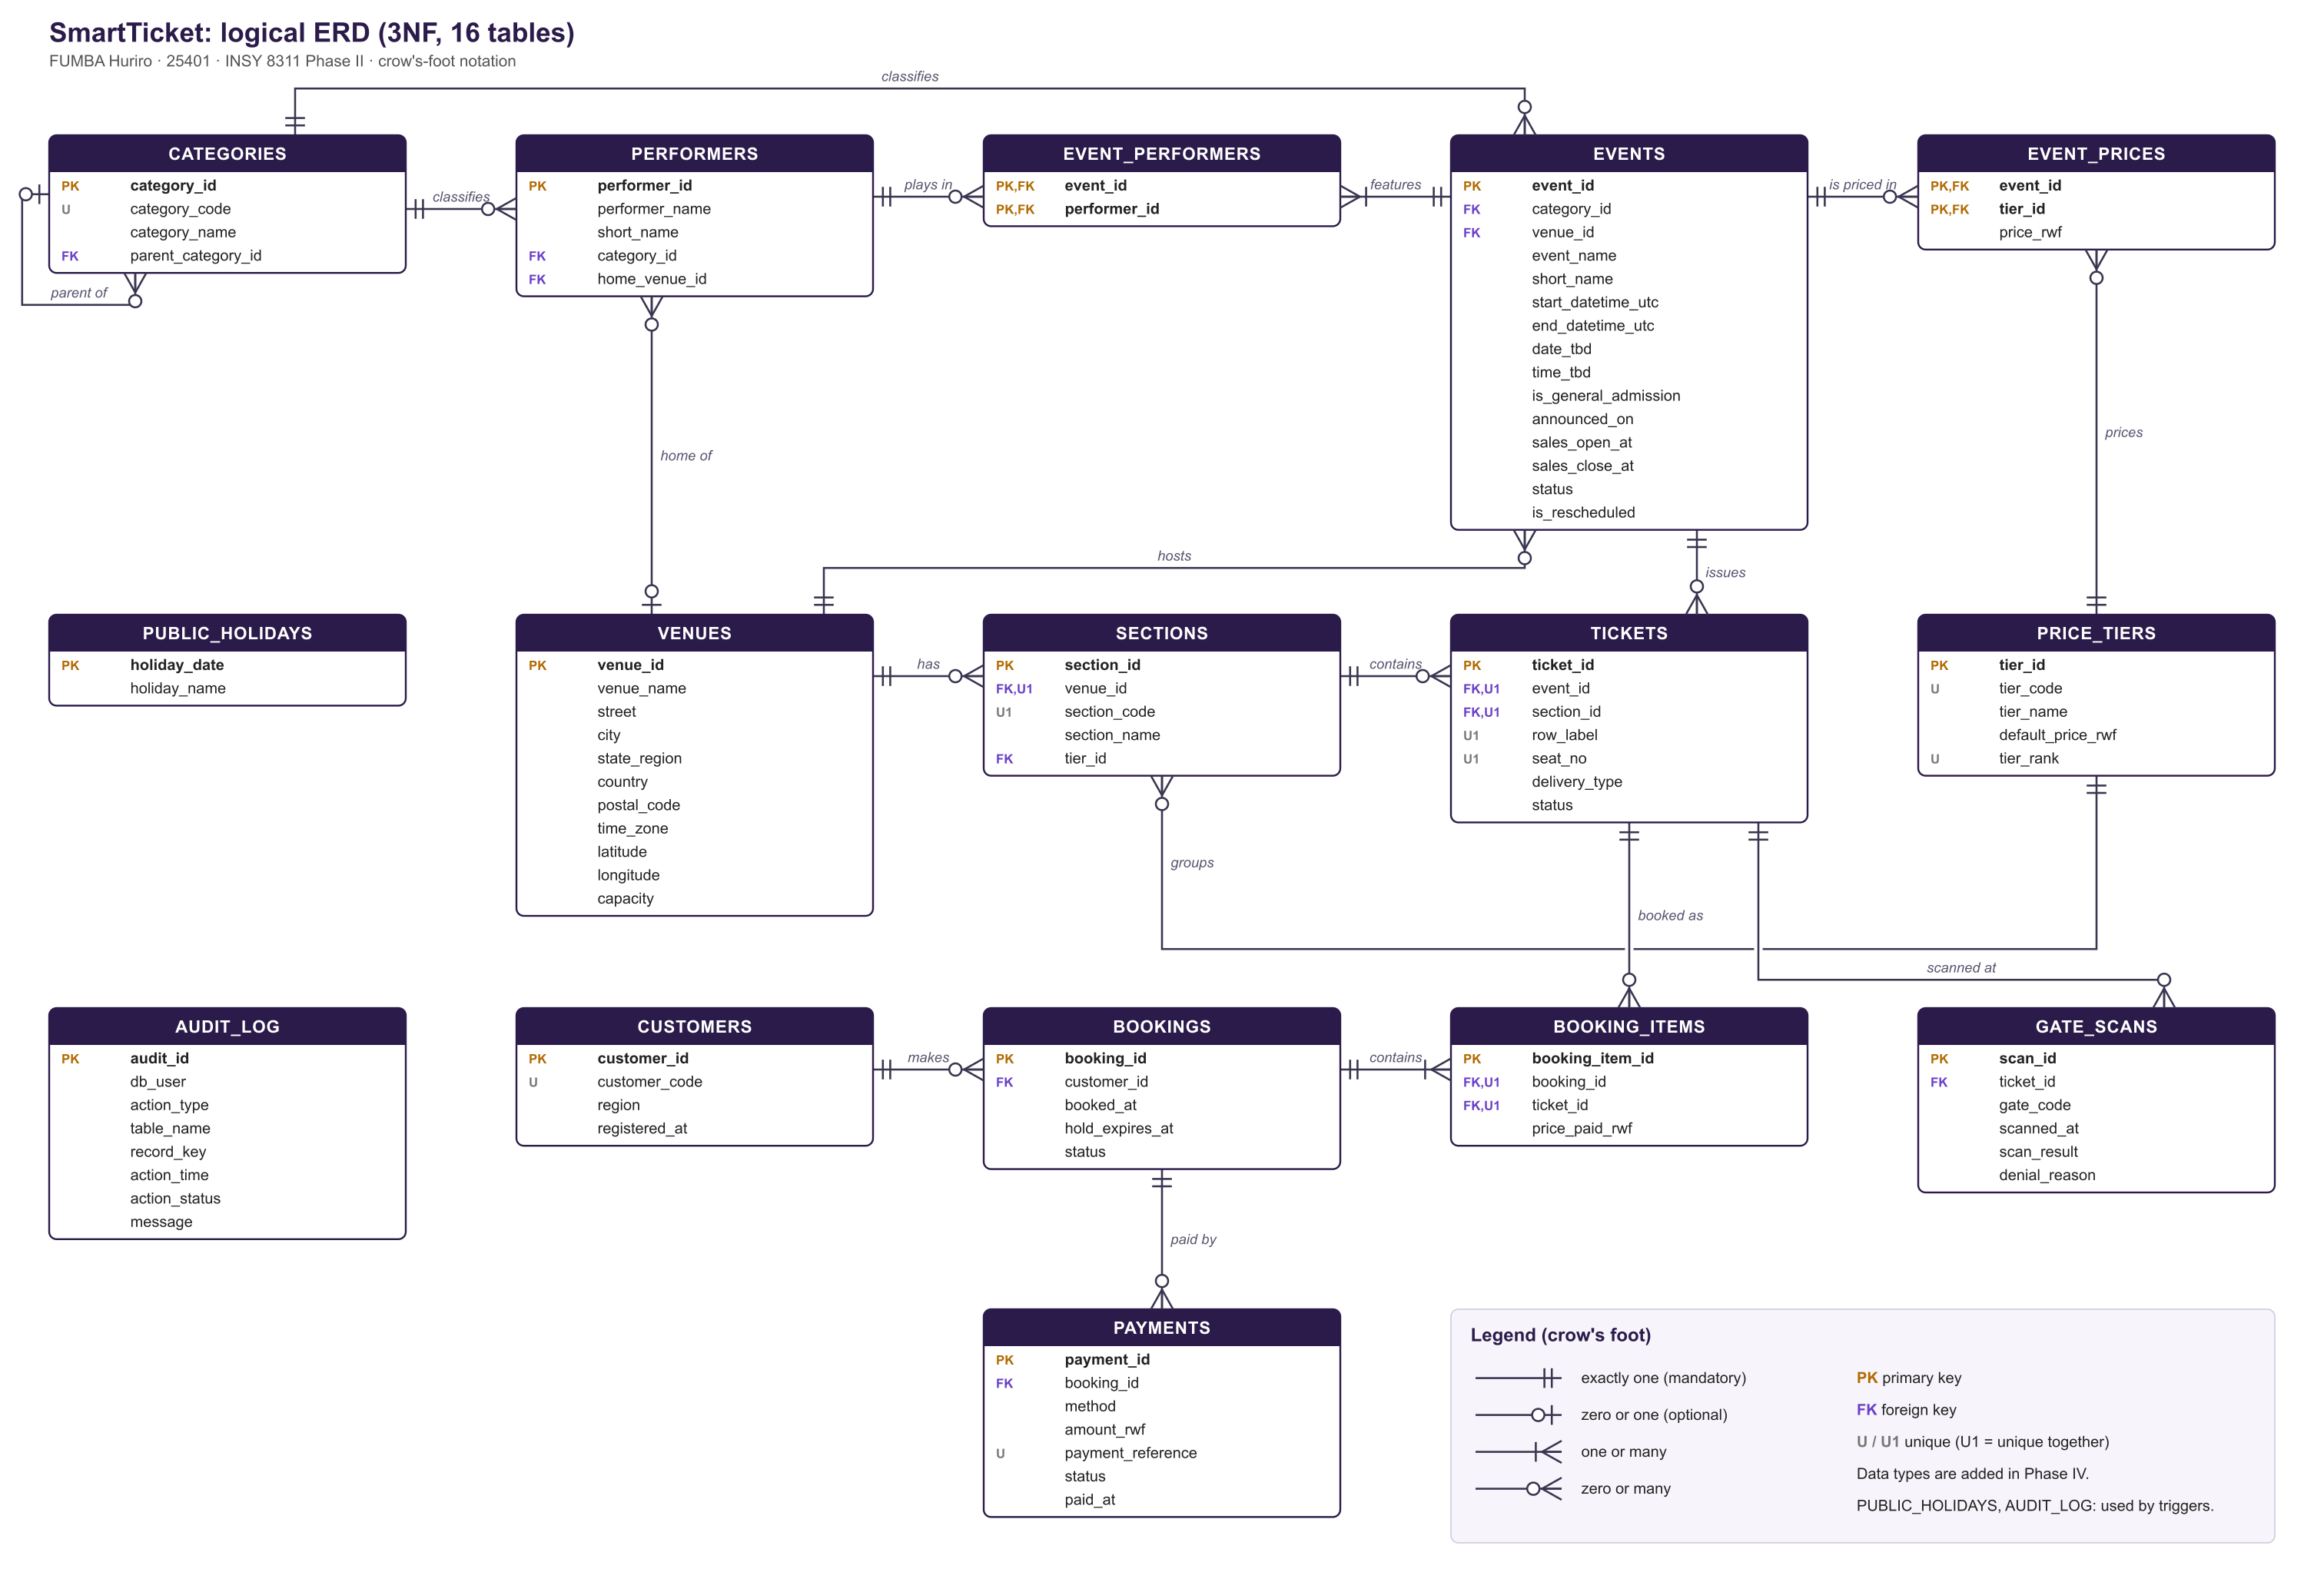 SmartTicket: logical ERD (3NF, 16 tables)
FUMBA Huriro · 25401 · INSY 8311 Phase II · crow's-foot notation
classifies
CATEGORIES
PK category_id
U category_code
category_name
FK parent_category_id
parent of
classifies
PERFORMERS
PK performer_id
performer_name
short_name
FK category_id
FK home_venue_id
plays in
EVENT_PERFORMERS
PK,FK event_id
PK,FK performer_id
features
EVENTS
PK event_id
FK category_id
FK venue_id
event_name
short_name
start_datetime_utc
end_datetime_utc
date_tbd
time_tbd
is_general_admission
announced_on
sales_open_at
sales_close_at
status
is_rescheduled
is priced in
EVENT_PRICES
PK,FK event_id
PK,FK tier_id
price_rwf
prices
home of
hosts
issues
PUBLIC_HOLIDAYS
PK holiday_date
holiday_name
VENUES
PK venue_id
venue_name
street
city
state_region
country
postal_code
time_zone
latitude
longitude
capacity
has
SECTIONS
PK section_id
FK,U1 venue_id
U1 section_code
section_name
FK tier_id
contains
TICKETS
PK ticket_id
FK,U1 event_id
FK,U1 section_id
U1 row_label
U1 seat_no
delivery_type
status
PRICE_TIERS
PK tier_id
U tier_code
tier_name
default_price_rwf
U tier_rank
groups
booked as
scanned at
AUDIT_LOG
PK audit_id
db_user
action_type
table_name
record_key
action_time
action_status
message
CUSTOMERS
PK customer_id
U customer_code
region
registered_at
makes
BOOKINGS
PK booking_id
FK customer_id
booked_at
hold_expires_at
status
contains
BOOKING_ITEMS
PK booking_item_id
FK,U1 booking_id
FK,U1 ticket_id
price_paid_rwf
GATE_SCANS
PK scan_id
FK ticket_id
gate_code
scanned_at
scan_result
denial_reason
paid by
PAYMENTS
PK payment_id
FK booking_id
method
amount_rwf
U payment_reference
status
paid_at
Legend (crow's foot)
exactly one (mandatory)
zero or one (optional)
one or many
zero or many
PK primary key
FK foreign key
U / U1 unique (U1 = unique together)
Data types are added in Phase IV.
PUBLIC_HOLIDAYS, AUDIT_LOG: used by triggers.